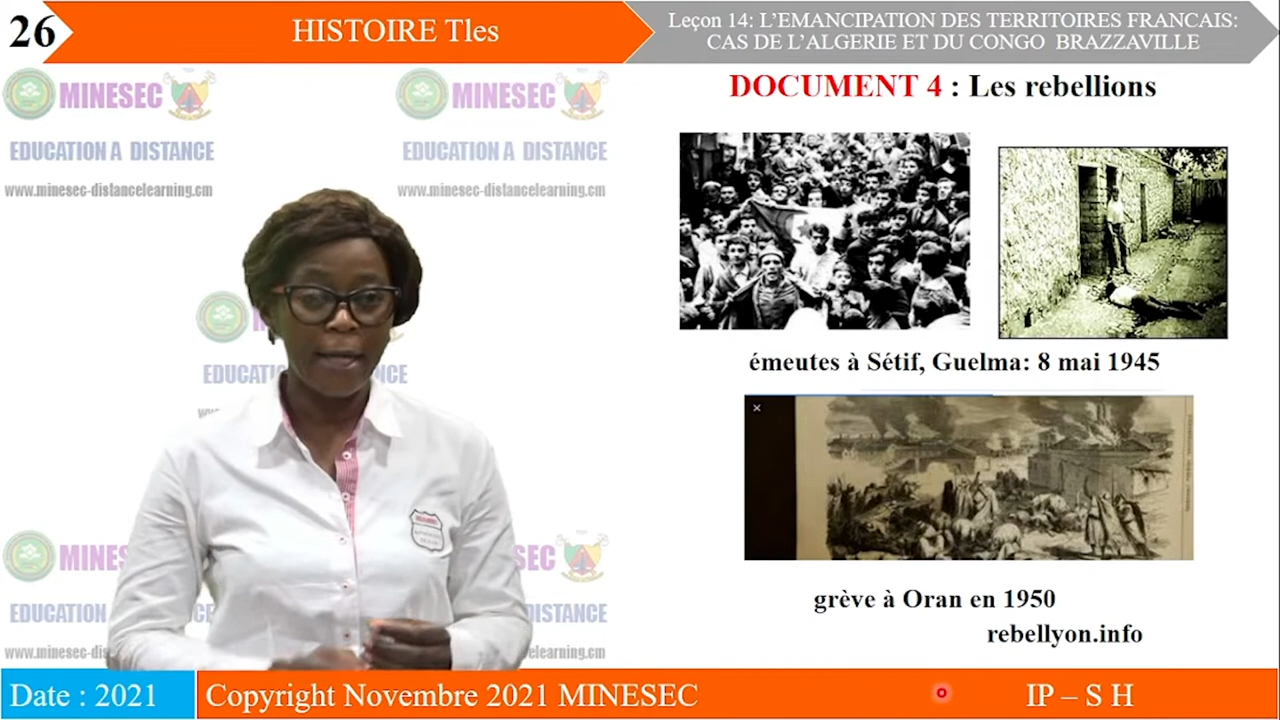 26
HISTOIRE Tles
Leçon 14: L’EMANCIPATION DES TERRITOIRES FRANCAIS:
CAS DE L’ALGERIE ET DU CONGO BRAZZAVILLE
MINESEC
EDUCATION A DISTANCE
www.minesec-distancelearning.cm
MINESEC
EDUCATION A DISTANCE
www.minesec-distancelearning.cm
DOCUMENT 4 : Les rebellions
émeutes à Sétif, Guelma: 8 mai 1945
grève à Oran en 1950
rebellyon.info
Date : 2021
Copyright Novembre 2021 MINESEC
IP – S H